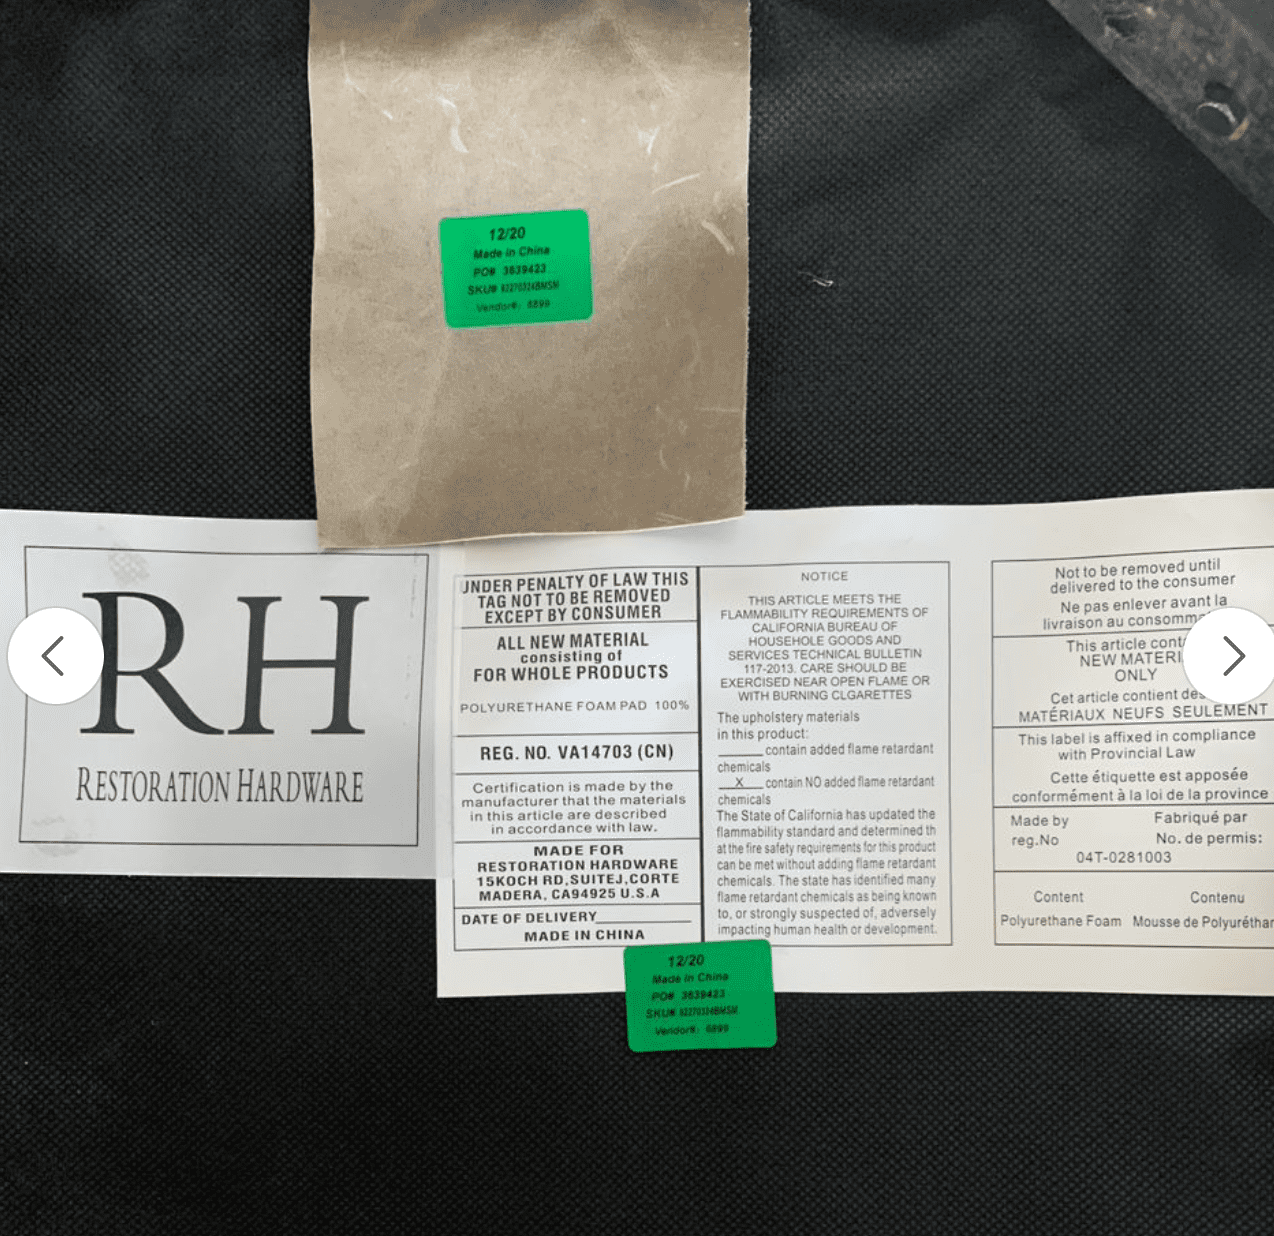 12/20
Made in China
PO# 3639423
Vendor#: 6899
RH
RESTORATION HARDWARE
UNDER PENALTY OF LAW THIS
TAG NOT TO BE REMOVED
EXCEPT BY CONSUMER
ALL NEW MATERIAL
consisting of
FOR WHOLE PRODUCTS
POLYURETHANE FOAM PAD 100%
REG. NO. VA14703 (CN)
Certification is made by the
manufacturer that the materials
in this article are described
in accordance with law.
MADE FOR
RESTORATION HARDWARE
15KOCH RD,SUITEJ,CORTE
MADERA, CA94925 U.S.A
DATE OF DELIVERY
MADE IN CHINA
NOTICE
THIS ARTICLE MEETS THE
FLAMMABILITY REQUIREMENTS OF
CALIFORNIA BUREAU OF
HOUSEHOLE GOODS AND
SERVICES TECHNICAL BULLETIN
117-2013. CARE SHOULD BE
EXERCISED NEAR OPEN FLAME OR
WITH BURNING CLGARETTES
The upholstery materials
in this product:
contain added flame retardant
chemicals
X contain NO added flame retardant
chemicals
The State of California has updated the
flammability standard and determined th
at the fire safety requirements for this product
can be met without adding flame retardant
chemicals. The state has identified many
flame retardant chemicals as being known
to, or strongly suspected of, adversely
impacting human health or development.
Not to be removed until
delivered to the consumer
Ne pas enlever avant la
livraison au consomm
This article cont
NEW MATERI
ONLY
Cet article contient de
MATÉRIAUX NEUFS SEULEMENT
This label is affixed in compliance
with Provincial Law
Cette étiquette est apposée
conformément à la loi de la province
Made by Fabriqué par
reg.No No. de permis:
04T-0281003
Content Contenu
Polyurethane Foam Mousse de Polyuréthan
12/20
Made in China
PO# 3639423
Vendor#: 6899